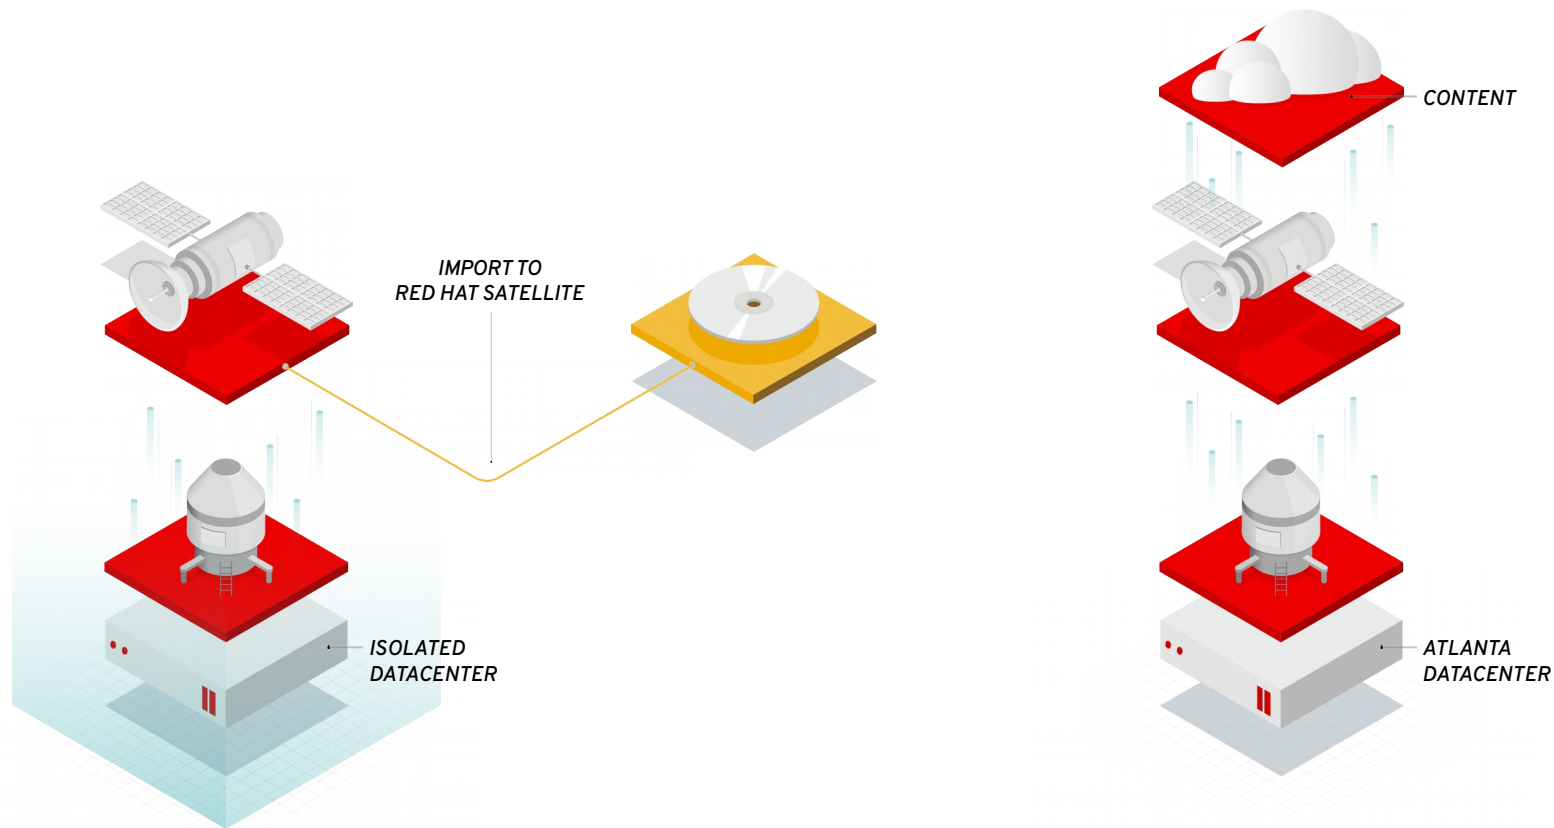 CONTENT
IMPORT TO
RED HAT SATELLITE
ISOLATED
DATACENTER
ATLANTA
DATACENTER